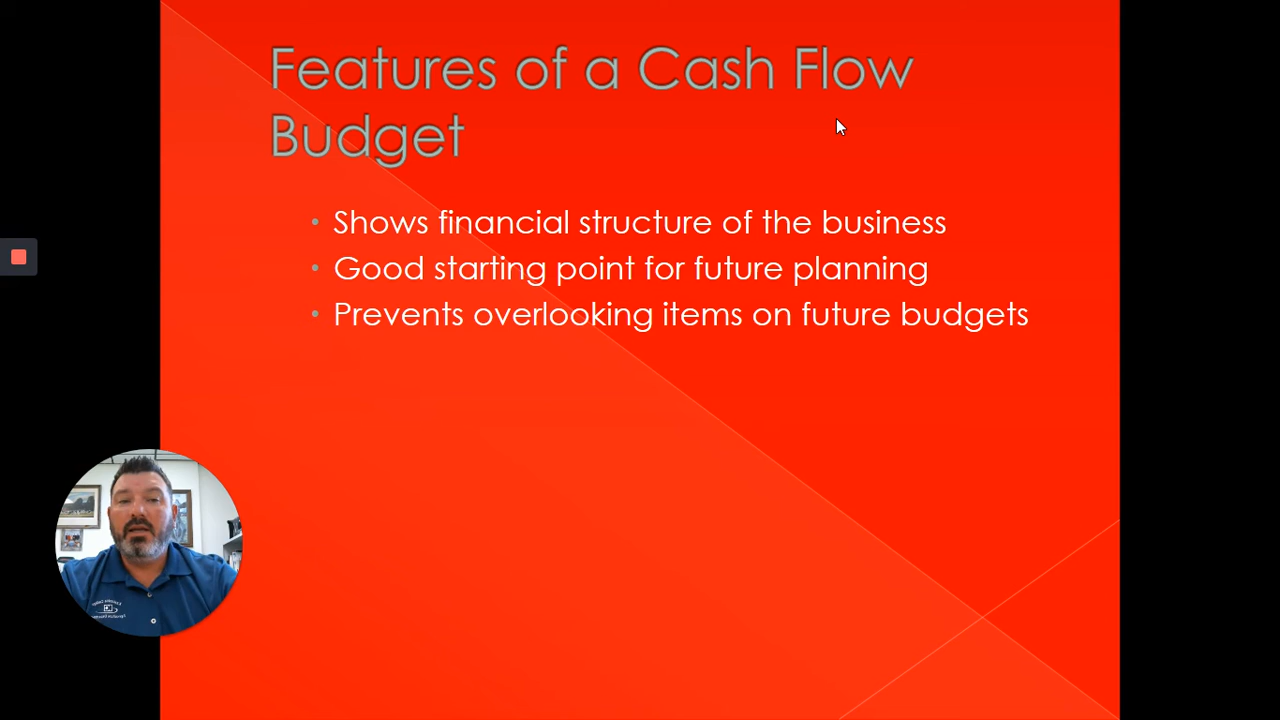 Features of a Cash Flow
Budget
• Shows financial structure of the business
• Good starting point for future planning
• Prevents overlooking items on future budgets